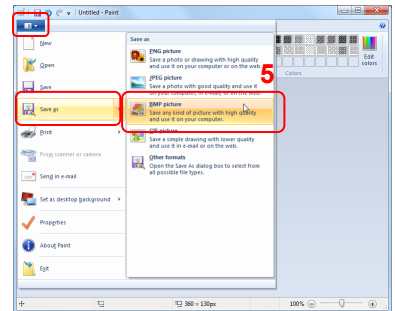 Untitled - Paint
New
Open
Save
Save as
Print
From scanner or camera
Send in e-mail
Set as desktop background
Properties
About Paint
Exit
Save as
PNG picture
Save a photo or drawing with high quality
and use it on your computer or on the web.
JPEG picture
Save a photo with good quality and use it
on your computer, in e-mail, or on the web.
BMP picture
Save any kind of picture with high quality
and use it on your computer.
GIF picture
Save a simple drawing with lower quality
and use it in e-mail or on the web.
Other formats
Open the Save As dialog box to select from
all possible file types.
5
Edit
colors
Colors
360 × 130px
100%